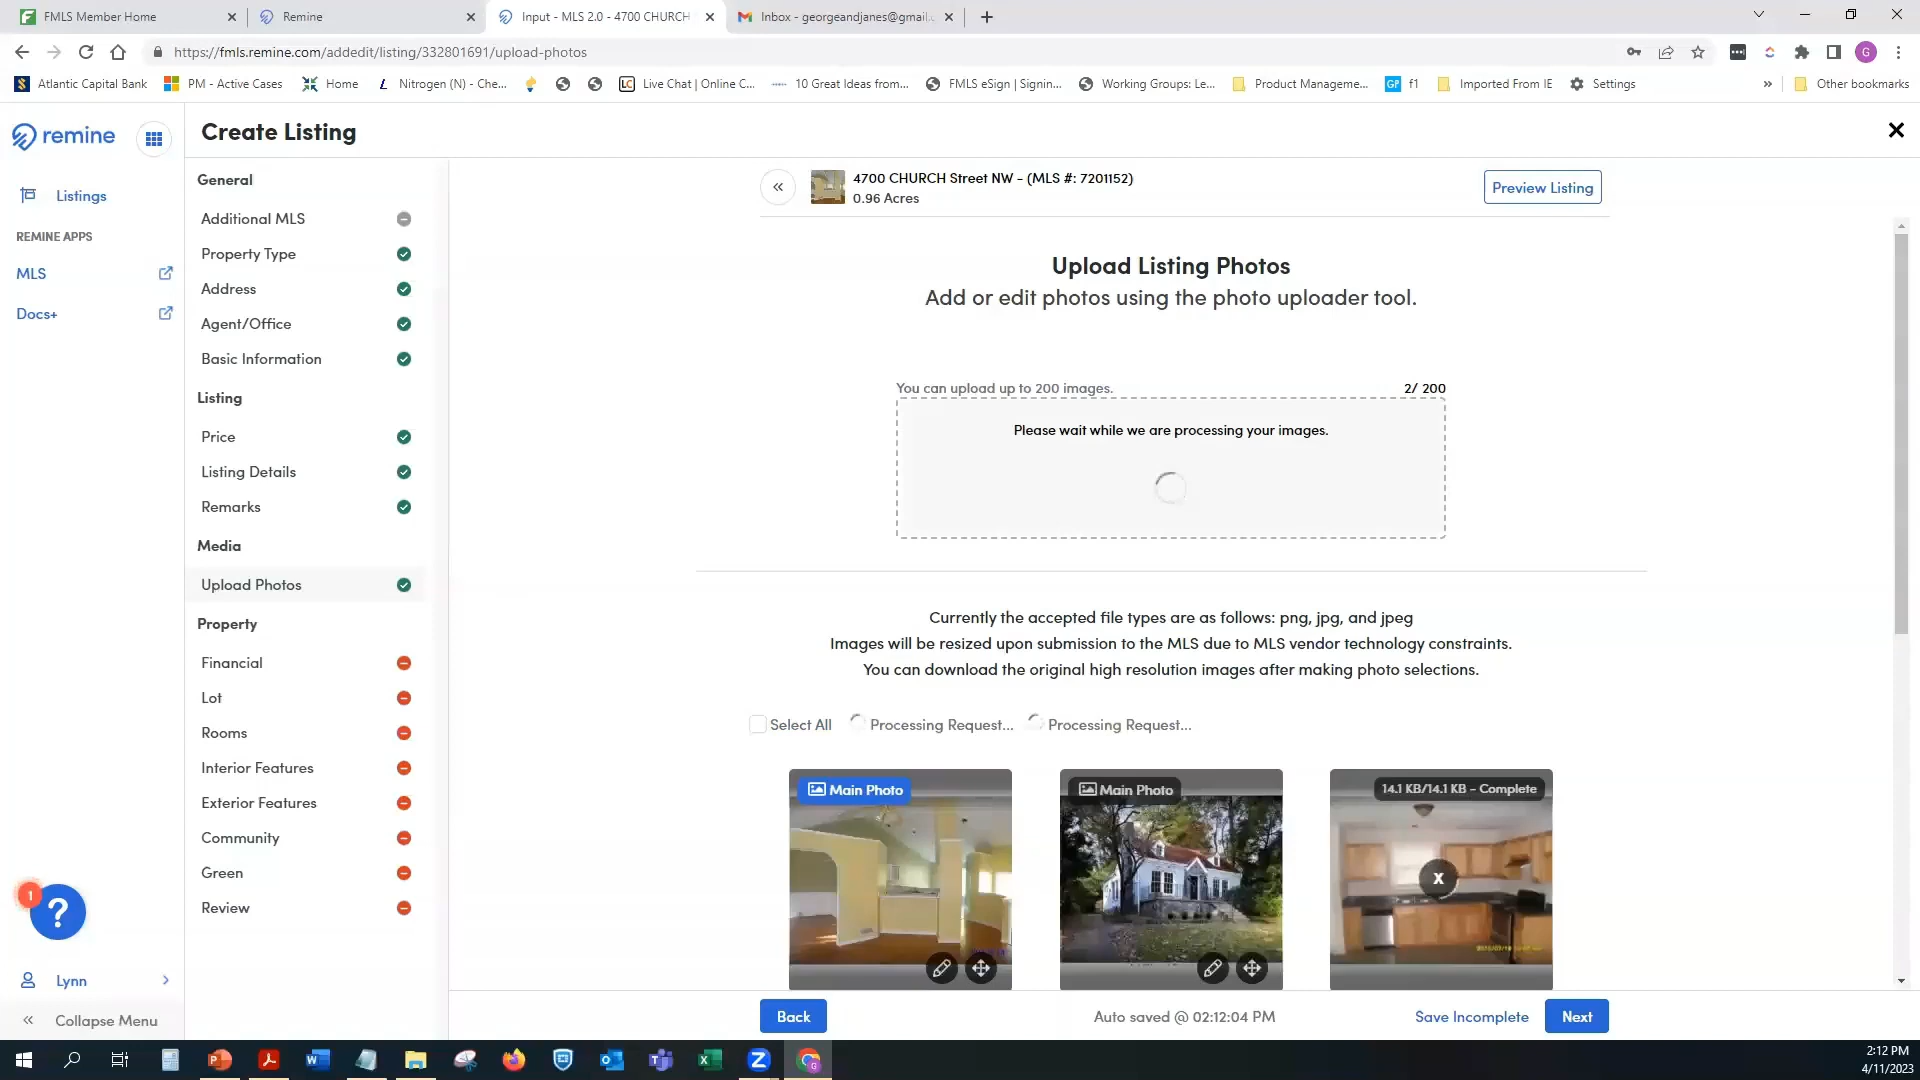 FMLS Member Home
Remine
Input - MLS 2.0 - 4700 CHURCH
Inbox - georgeandjanes@gmail.
https://fmls.remine.com/addedit/listing/332801691/upload-photos
G
Atlantic Capital Bank
PM - Active Cases
Home
Nitrogen (N) - Che...
LC Live Chat | Online C...
10 Great Ideas from...
FMLS eSign | Signin...
Working Groups: Le...
Product Manageme...
GP f1
Imported From IE
Settings
»
Other bookmarks
remine
Create Listing
Listings
REMINE APPS
MLS
Docs+
General
Additional MLS
Property Type
Address
Agent/Office
Basic Information
Listing
Price
Listing Details
Remarks
Media
Upload Photos
Property
Financial
Lot
Rooms
Interior Features
Exterior Features
Community
Green
Review
1
?
Lynn
Collapse Menu
4700 CHURCH Street NW - (MLS #: 7201152)
0.96 Acres
Preview Listing
Upload Listing Photos
Add or edit photos using the photo uploader tool.
You can upload up to 200 images.
2/ 200
Please wait while we are processing your images.
Currently the accepted file types are as follows: png, jpg, and jpeg
Images will be resized upon submission to the MLS due to MLS vendor technology constraints.
You can download the original high resolution images after making photo selections.
Select All
Processing Request...
Processing Request...
Main Photo
Main Photo
14.1 KB/14.1 KB - Complete
X
Back
Auto saved @ 02:12:04 PM
Save Incomplete
Next
2:12 PM
4/11/2023